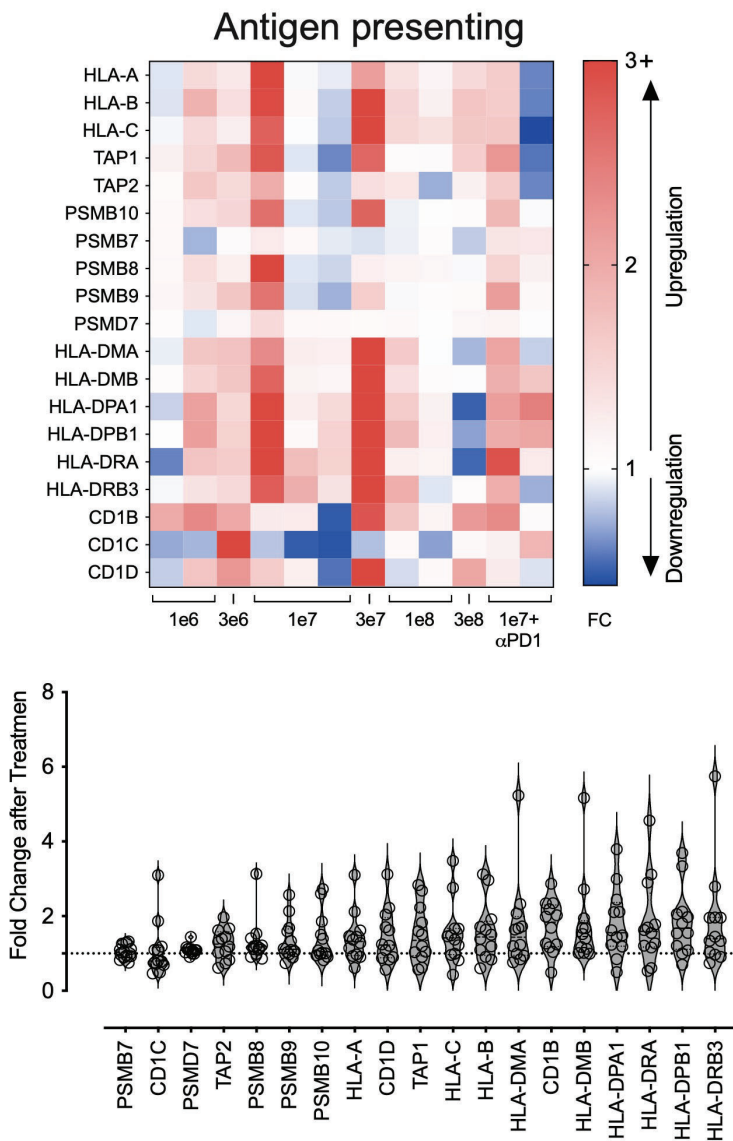 Antigen presenting
HLA-A
HLA-B
HLA-C
TAP1
TAP2
PSMB10
PSMB7
PSMB8
PSMB9
PSMD7
HLA-DMA
HLA-DMB
HLA-DPA1
HLA-DPB1
HLA-DRA
HLA-DRB3
CD1B
CD1C
CD1D
1e6
3e6
1e7
3e7
1e8
3e8
1e7+
αPD1
3+
2
1
FC
Upregulation
Downregulation
Fold Change after Treatmen
8
6
4
2
0
PSMB7
CD1C
PSMD7
TAP2
PSMB8
PSMB9
PSMB10
HLA-A
CD1D
TAP1
HLA-C
HLA-B
HLA-DMA
CD1B
HLA-DMB
HLA-DPA1
HLA-DRA
HLA-DPB1
HLA-DRB3